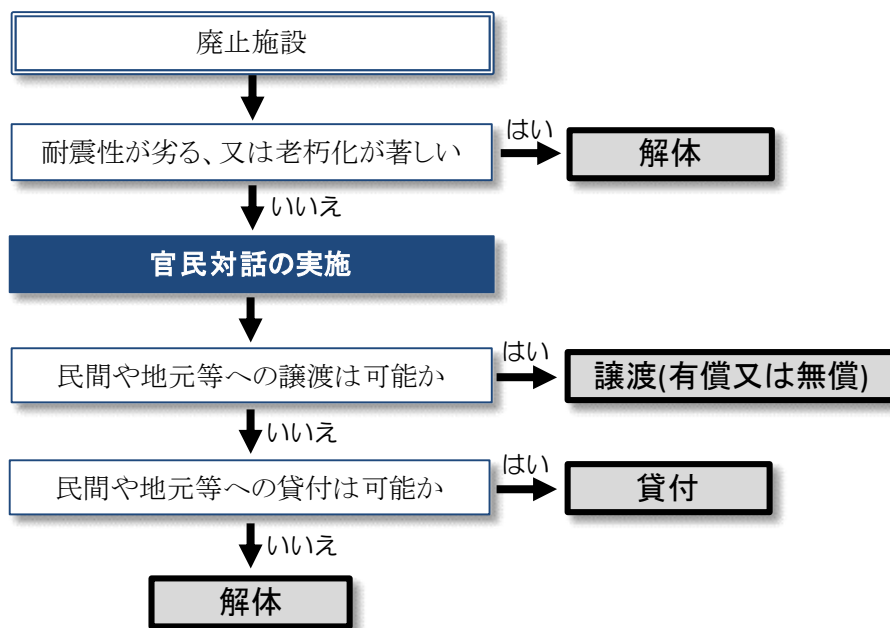 廃止施設
耐震性が劣る、又は老朽化が著しい
はい
解体
いいえ
官民対話の実施
民間や地元等への譲渡は可能か
はい
譲渡(有償又は無償)
いいえ
民間や地元等への貸付は可能か
はい
貸付
いいえ
解体